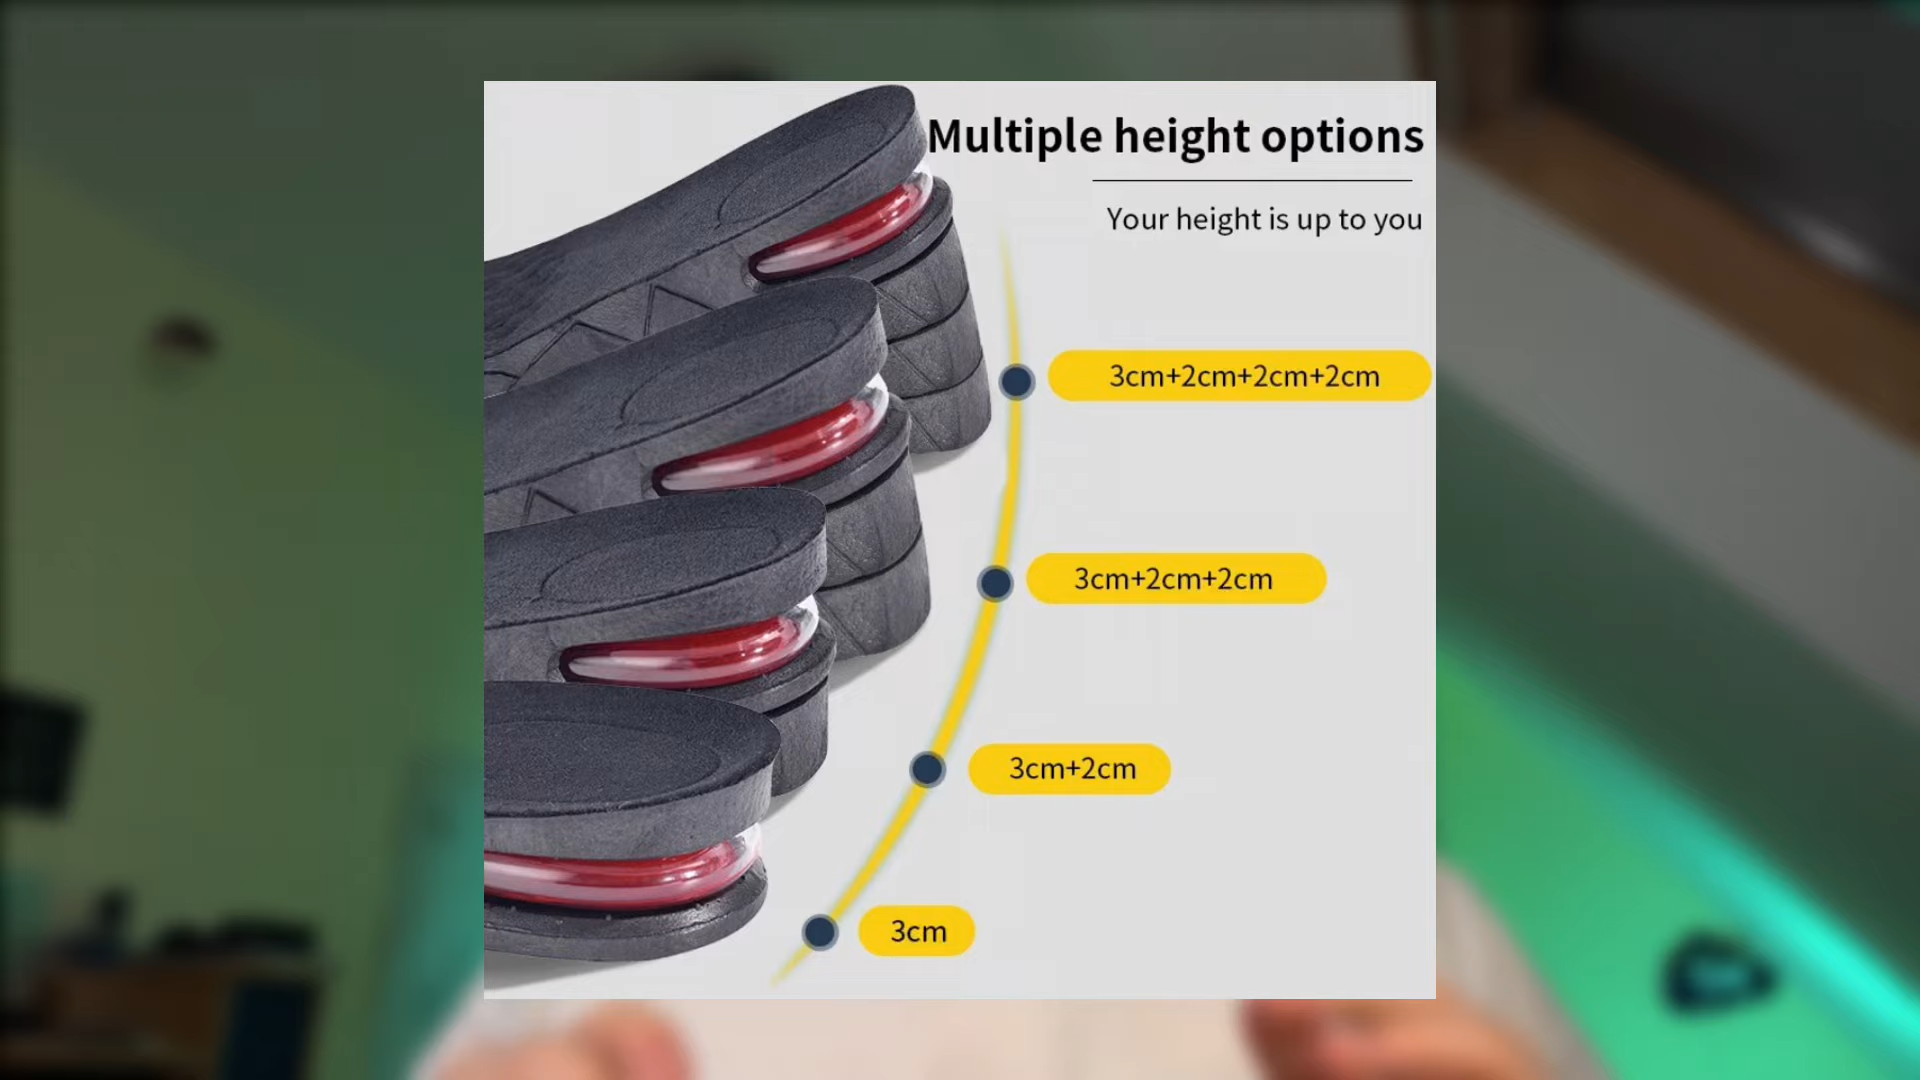 Multiple height options
Your height is up to you
3cm+2cm+2cm+2cm
3cm+2cm+2cm
3cm+2cm
3cm